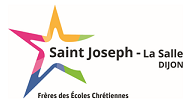 Saint Joseph - La Salle
DIJON
Frères des Écoles Chrétiennes